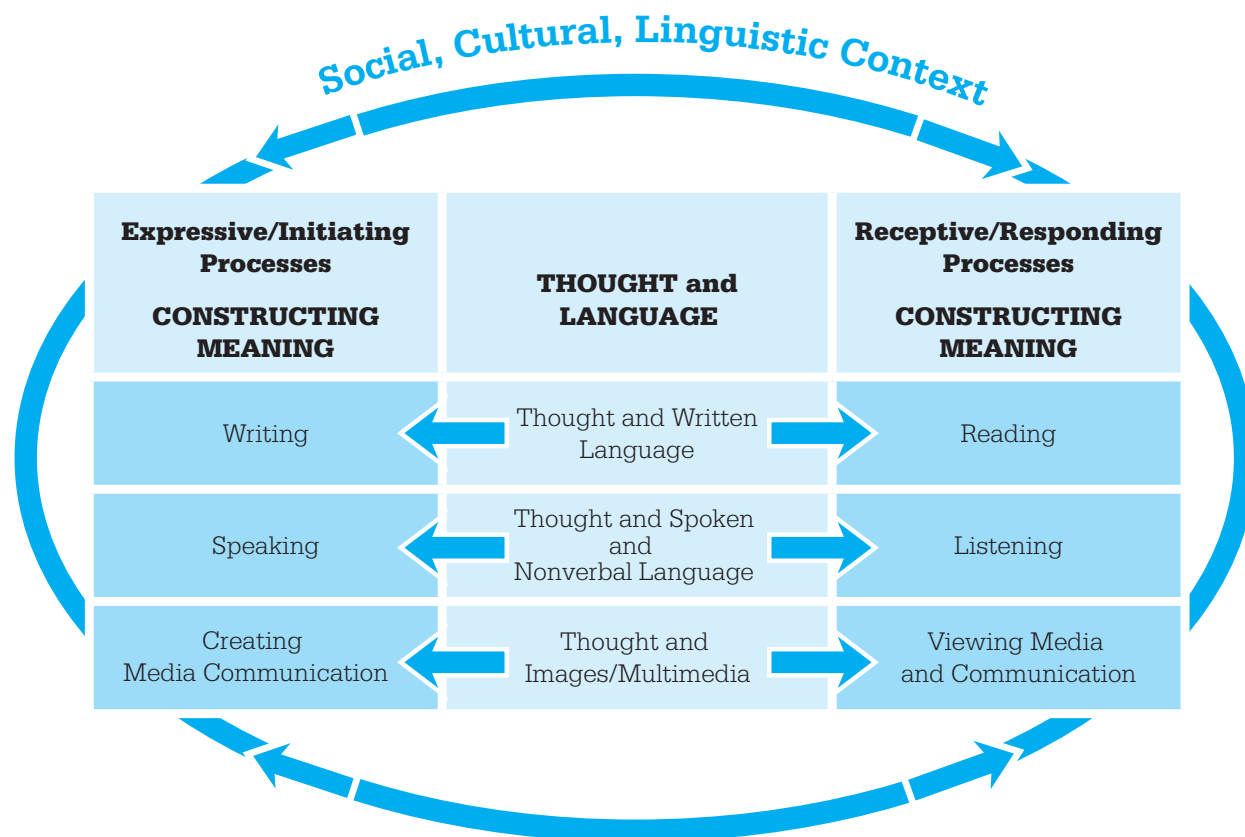 Social, Cultural, Linguistic Context
Expressive/Initiating
Processes
CONSTRUCTING
MEANING
THOUGHT and
LANGUAGE
Receptive/Responding
Processes
CONSTRUCTING
MEANING
Writing
Thought and Written
Language
Reading
Speaking
Thought and Spoken
and
Nonverbal Language
Listening
Creating
Media Communication
Thought and
Images/Multimedia
Viewing Media
and Communication